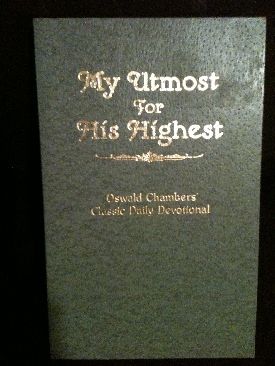 My Utmost
For
His Highest
Oswald Chambers'
Classic Daily Devotional